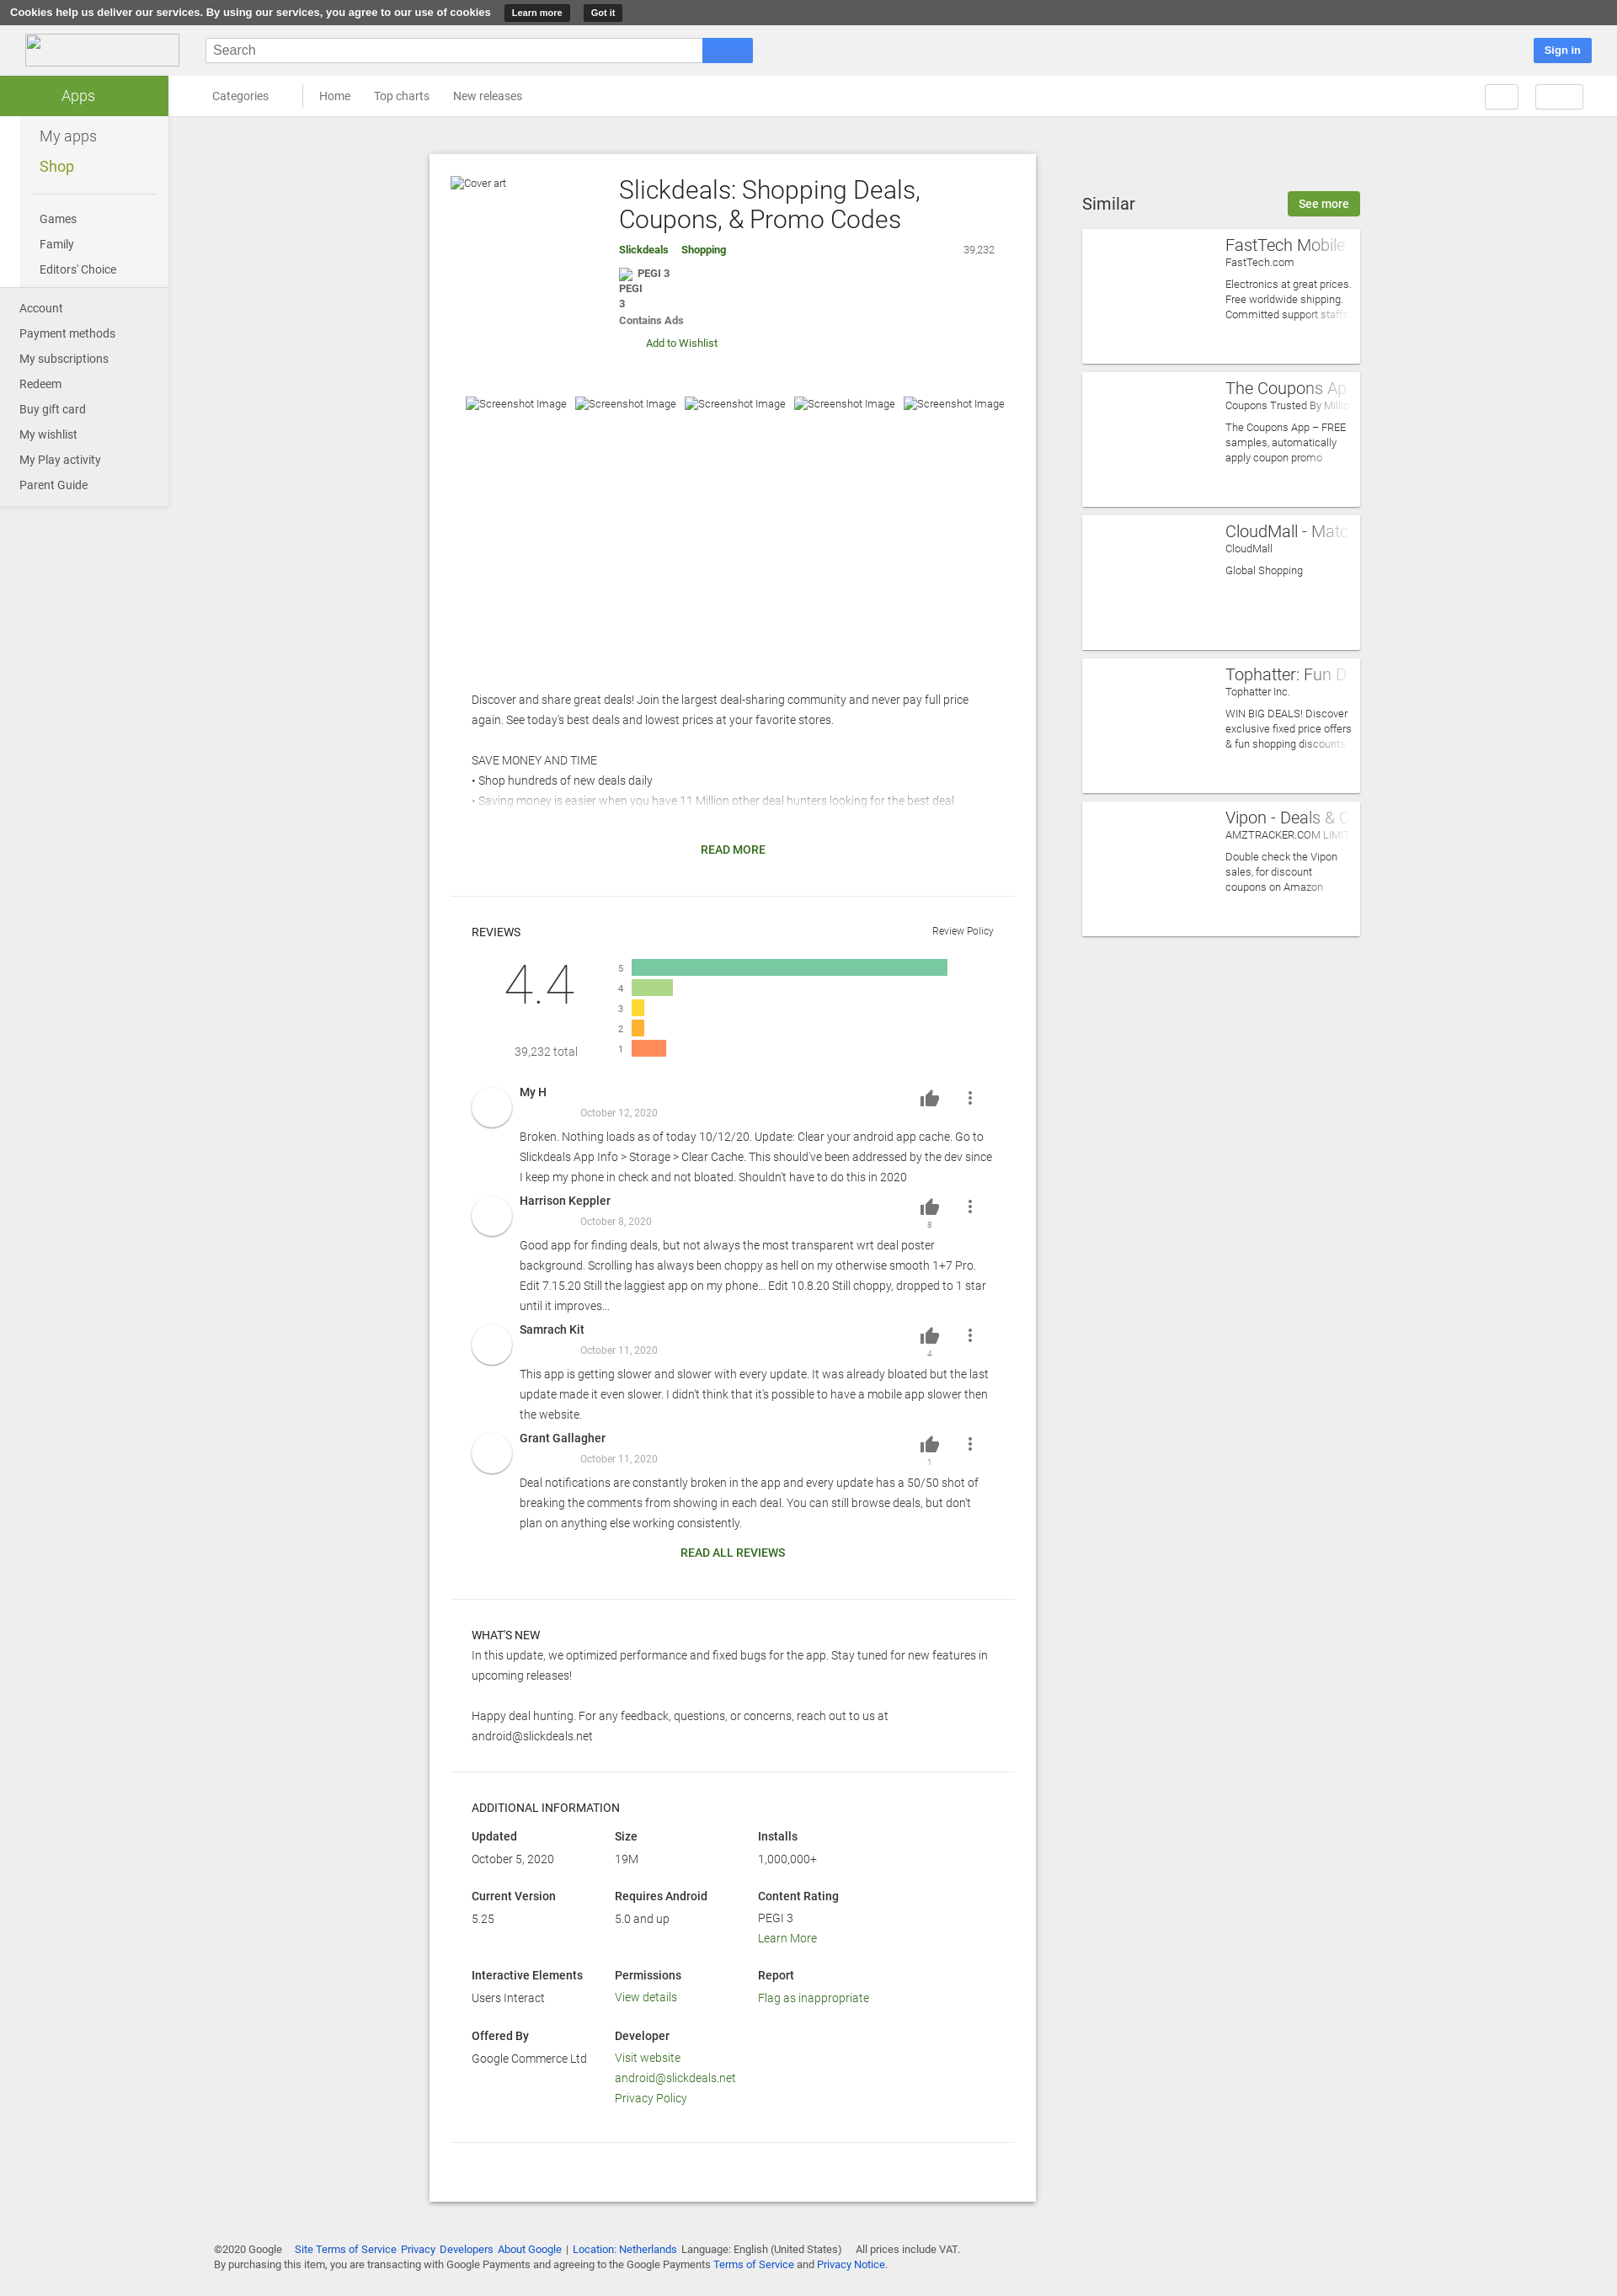 Cookies help us deliver our services. By using our services, you agree to our use of cookies Learn more Got it
Search
Sign in
Apps
Categories Home Top charts New releases
My apps
Shop
Games
Family
Editors' Choice
Account
Payment methods
My subscriptions
Redeem
Buy gift card
My wishlist
My Play activity
Parent Guide
Cover art
Slickdeals: Shopping Deals,
Coupons, & Promo Codes
Slickdeals Shopping 39,232
PEGI 3
PEGI
3
Contains Ads
Add to Wishlist
Screenshot Image Screenshot Image Screenshot Image Screenshot Image Screenshot Image
Discover and share great deals! Join the largest deal-sharing community and never pay full price
again. See today's best deals and lowest prices at your favorite stores.
SAVE MONEY AND TIME
• Shop hundreds of new deals daily
• Saving money is easier when you have 11 Million other deal hunters looking for the best deal
READ MORE
REVIEWS
Review Policy
4.4
39,232 total
5
4
3
2
1
My H
October 12, 2020
Broken. Nothing loads as of today 10/12/20. Update: Clear your android app cache. Go to
Slickdeals App Info > Storage > Clear Cache. This should've been addressed by the dev since
I keep my phone in check and not bloated. Shouldn't have to do this in 2020
Harrison Keppler
October 8, 2020
8
Good app for finding deals, but not always the most transparent wrt deal poster
background. Scrolling has always been choppy as hell on my otherwise smooth 1+7 Pro.
Edit 7.15.20 Still the laggiest app on my phone... Edit 10.8.20 Still choppy, dropped to 1 star
until it improves...
Samrach Kit
October 11, 2020
4
This app is getting slower and slower with every update. It was already bloated but the last
update made it even slower. I didn't think that it's possible to have a mobile app slower then
the website.
Grant Gallagher
October 11, 2020
1
Deal notifications are constantly broken in the app and every update has a 50/50 shot of
breaking the comments from showing in each deal. You can still browse deals, but don't
plan on anything else working consistently.
READ ALL REVIEWS
WHAT'S NEW
In this update, we optimized performance and fixed bugs for the app. Stay tuned for new features in
upcoming releases!
Happy deal hunting. For any feedback, questions, or concerns, reach out to us at
android@slickdeals.net
ADDITIONAL INFORMATION
Updated
October 5, 2020
Size
19M
Installs
1,000,000+
Current Version
5.25
Requires Android
5.0 and up
Content Rating
PEGI 3
Learn More
Interactive Elements
Users Interact
Permissions
View details
Report
Flag as inappropriate
Offered By
Google Commerce Ltd
Developer
Visit website
android@slickdeals.net
Privacy Policy
Similar
See more
FastTech Mobile
FastTech.com
Electronics at great prices.
Free worldwide shipping.
Committed support staffs
The Coupons Ap
Coupons Trusted By Millio
The Coupons App – FREE
samples, automatically
apply coupon promo
CloudMall - Matc
CloudMall
Global Shopping
Tophatter: Fun D
Tophatter Inc.
WIN BIG DEALS! Discover
exclusive fixed price offers
& fun shopping discounts
Vipon - Deals & C
AMZTRACKER.COM LIMIT
Double check the Vipon
sales, for discount
coupons on Amazon
©2020 Google Site Terms of Service Privacy Developers About Google | Location: Netherlands Language: English (United States) All prices include VAT.
By purchasing this item, you are transacting with Google Payments and agreeing to the Google Payments Terms of Service and Privacy Notice.